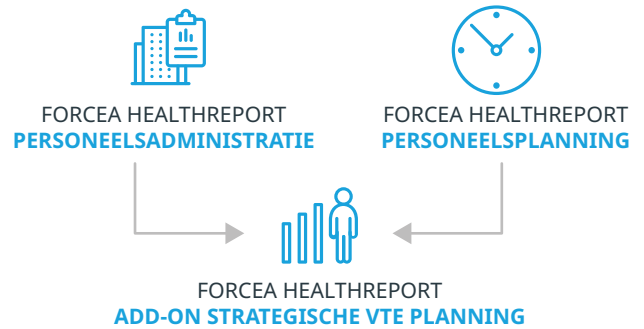 FORCEA HEALTHREPORT
PERSONEELSADMINISTRATIE
FORCEA HEALTHREPORT
PERSONEELSPLANNING
FORCEA HEALTHREPORT
ADD-ON STRATEGISCHE VTE PLANNING